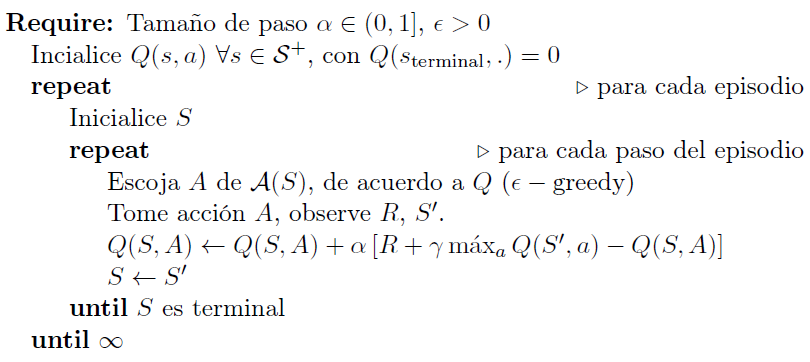 Require: Tamaño de paso α ∈ (0, 1], ϵ > 0
Incialice Q(s, a) ∀s ∈ 𝒮⁺, con Q(s_terminal, .) = 0
repeat ▷ para cada episodio
Inicialice S
repeat ▷ para cada paso del episodio
Escoja A de 𝒜(S), de acuerdo a Q (ϵ − greedy)
Tome acción A, observe R, S′.
Q(S, A) ← Q(S, A) + α [R + γ máx_a Q(S′, a) − Q(S, A)]
S ← S′
until S es terminal
until ∞